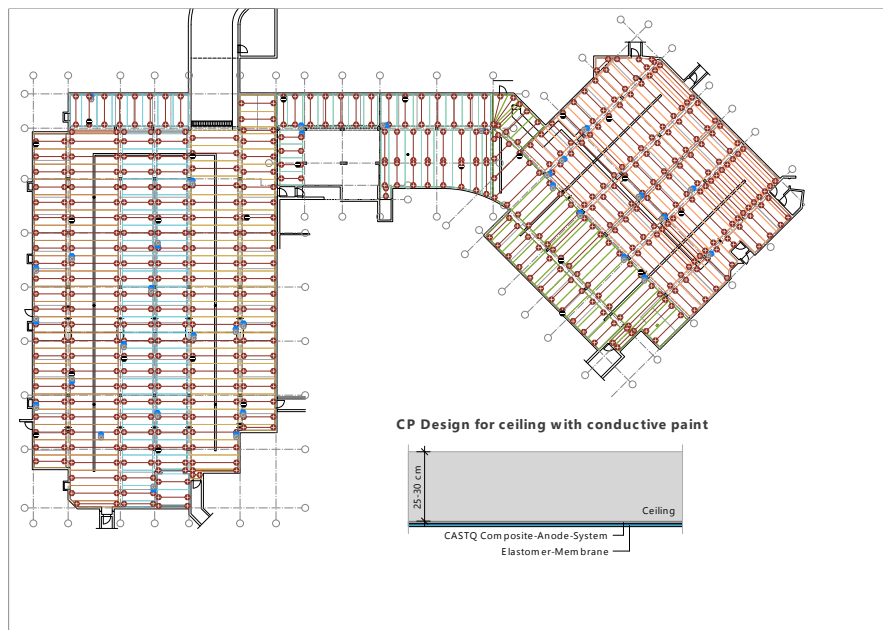 CP Design for ceiling with conductive paint
25-30 cm
Ceiling
CASTQ Composite-Anode-System
Elastomer-Membrane